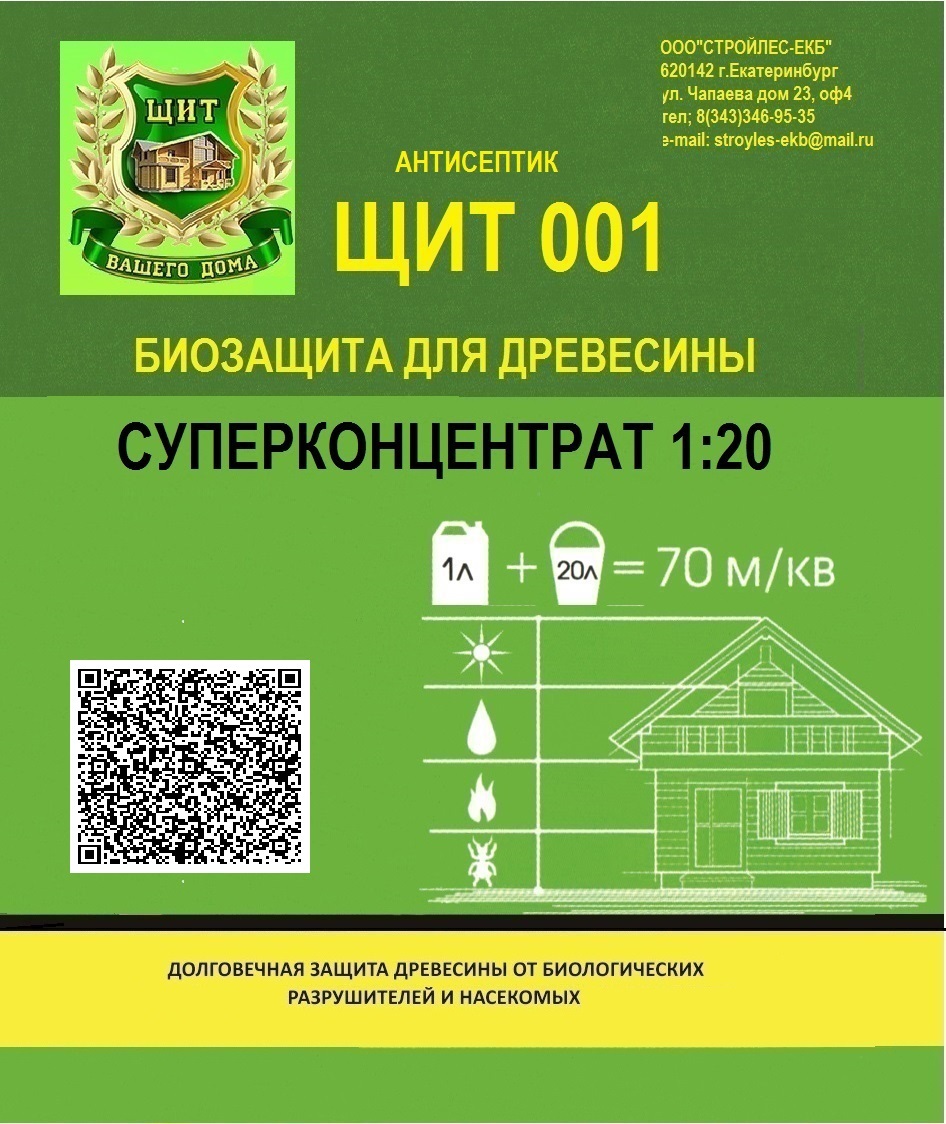 ООО"СТРОЙЛЕС-ЕКБ"
620142 г.Екатеринбург
ул. Чапаева дом 23, оф4
тел; 8(343)346-95-35
e-mail: stroyles-ekb@mail.ru
ЩИТ
ВАШЕГО ДОМА
АНТИСЕПТИК
ЩИТ 001
БИОЗАЩИТА ДЛЯ ДРЕВЕСИНЫ
СУПЕРКОНЦЕНТРАТ 1:20
1л + 20л = 70 м/кв
ДОЛГОВЕЧНАЯ ЗАЩИТА ДРЕВЕСИНЫ ОТ БИОЛОГИЧЕСКИХ
РАЗРУШИТЕЛЕЙ И НАСЕКОМЫХ